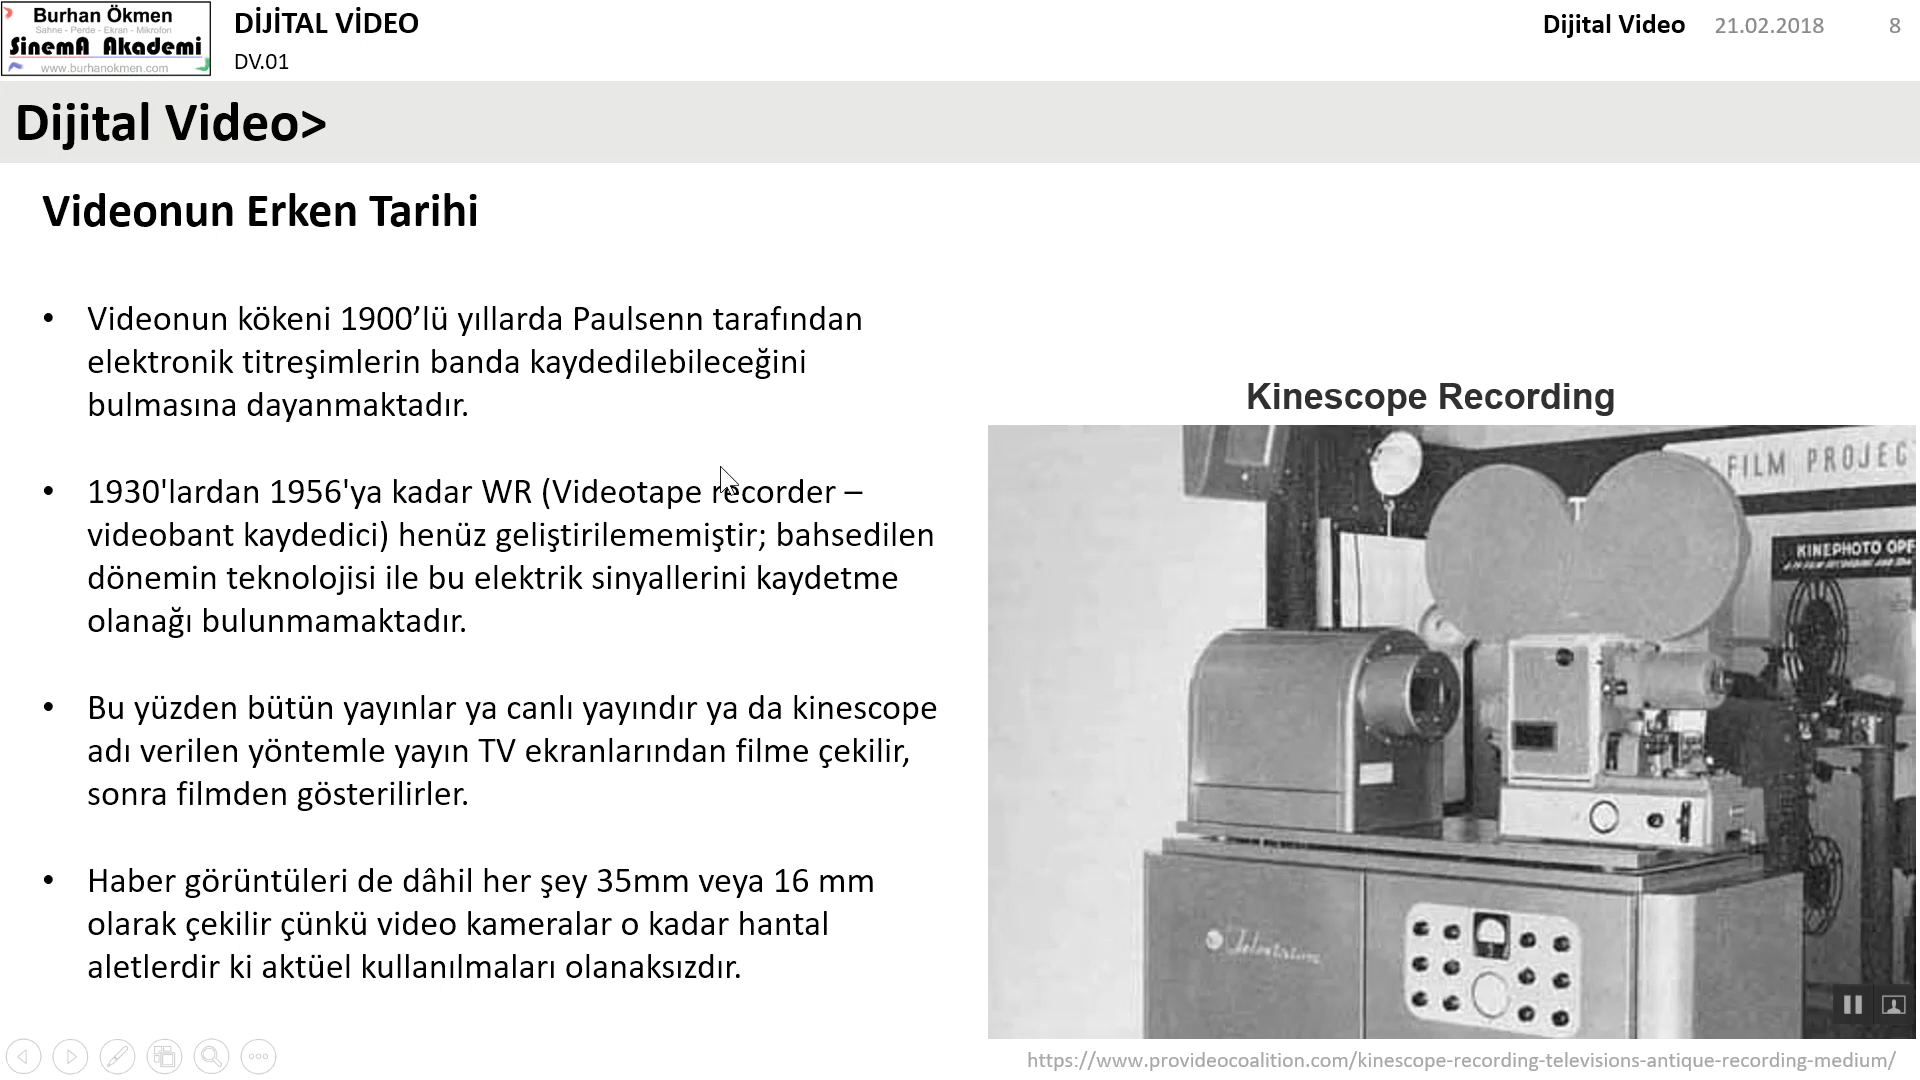 Burhan Ökmen
Sahne - Perde - Ekran - Mikrofon
SinemA Akademi
www.burhanokmen.com
DİJİTAL VİDEO
DV.01
Dijital Video 21.02.2018 8
Dijital Video>
Videonun Erken Tarihi
• Videonun kökeni 1900’lü yıllarda Paulsenn tarafından
elektronik titreşimlerin banda kaydedilebileceğini
bulmasına dayanmaktadır.
• 1930'lardan 1956'ya kadar WR (Videotape recorder –
videobant kaydedici) henüz geliştirilememiştir; bahsedilen
dönemin teknolojisi ile bu elektrik sinyallerini kaydetme
olanağı bulunmamaktadır.
• Bu yüzden bütün yayınlar ya canlı yayındır ya da kinescope
adı verilen yöntemle yayın TV ekranlarından filme çekilir,
sonra filmden gösterilirler.
• Haber görüntüleri de dâhil her şey 35mm veya 16 mm
olarak çekilir çünkü video kameralar o kadar hantal
aletlerdir ki aktüel kullanılmaları olanaksızdır.
Kinescope Recording
FILM PROJEC
KINEPHOTO OPF
https://www.provideocoalition.com/kinescope-recording-televisions-antique-recording-medium/